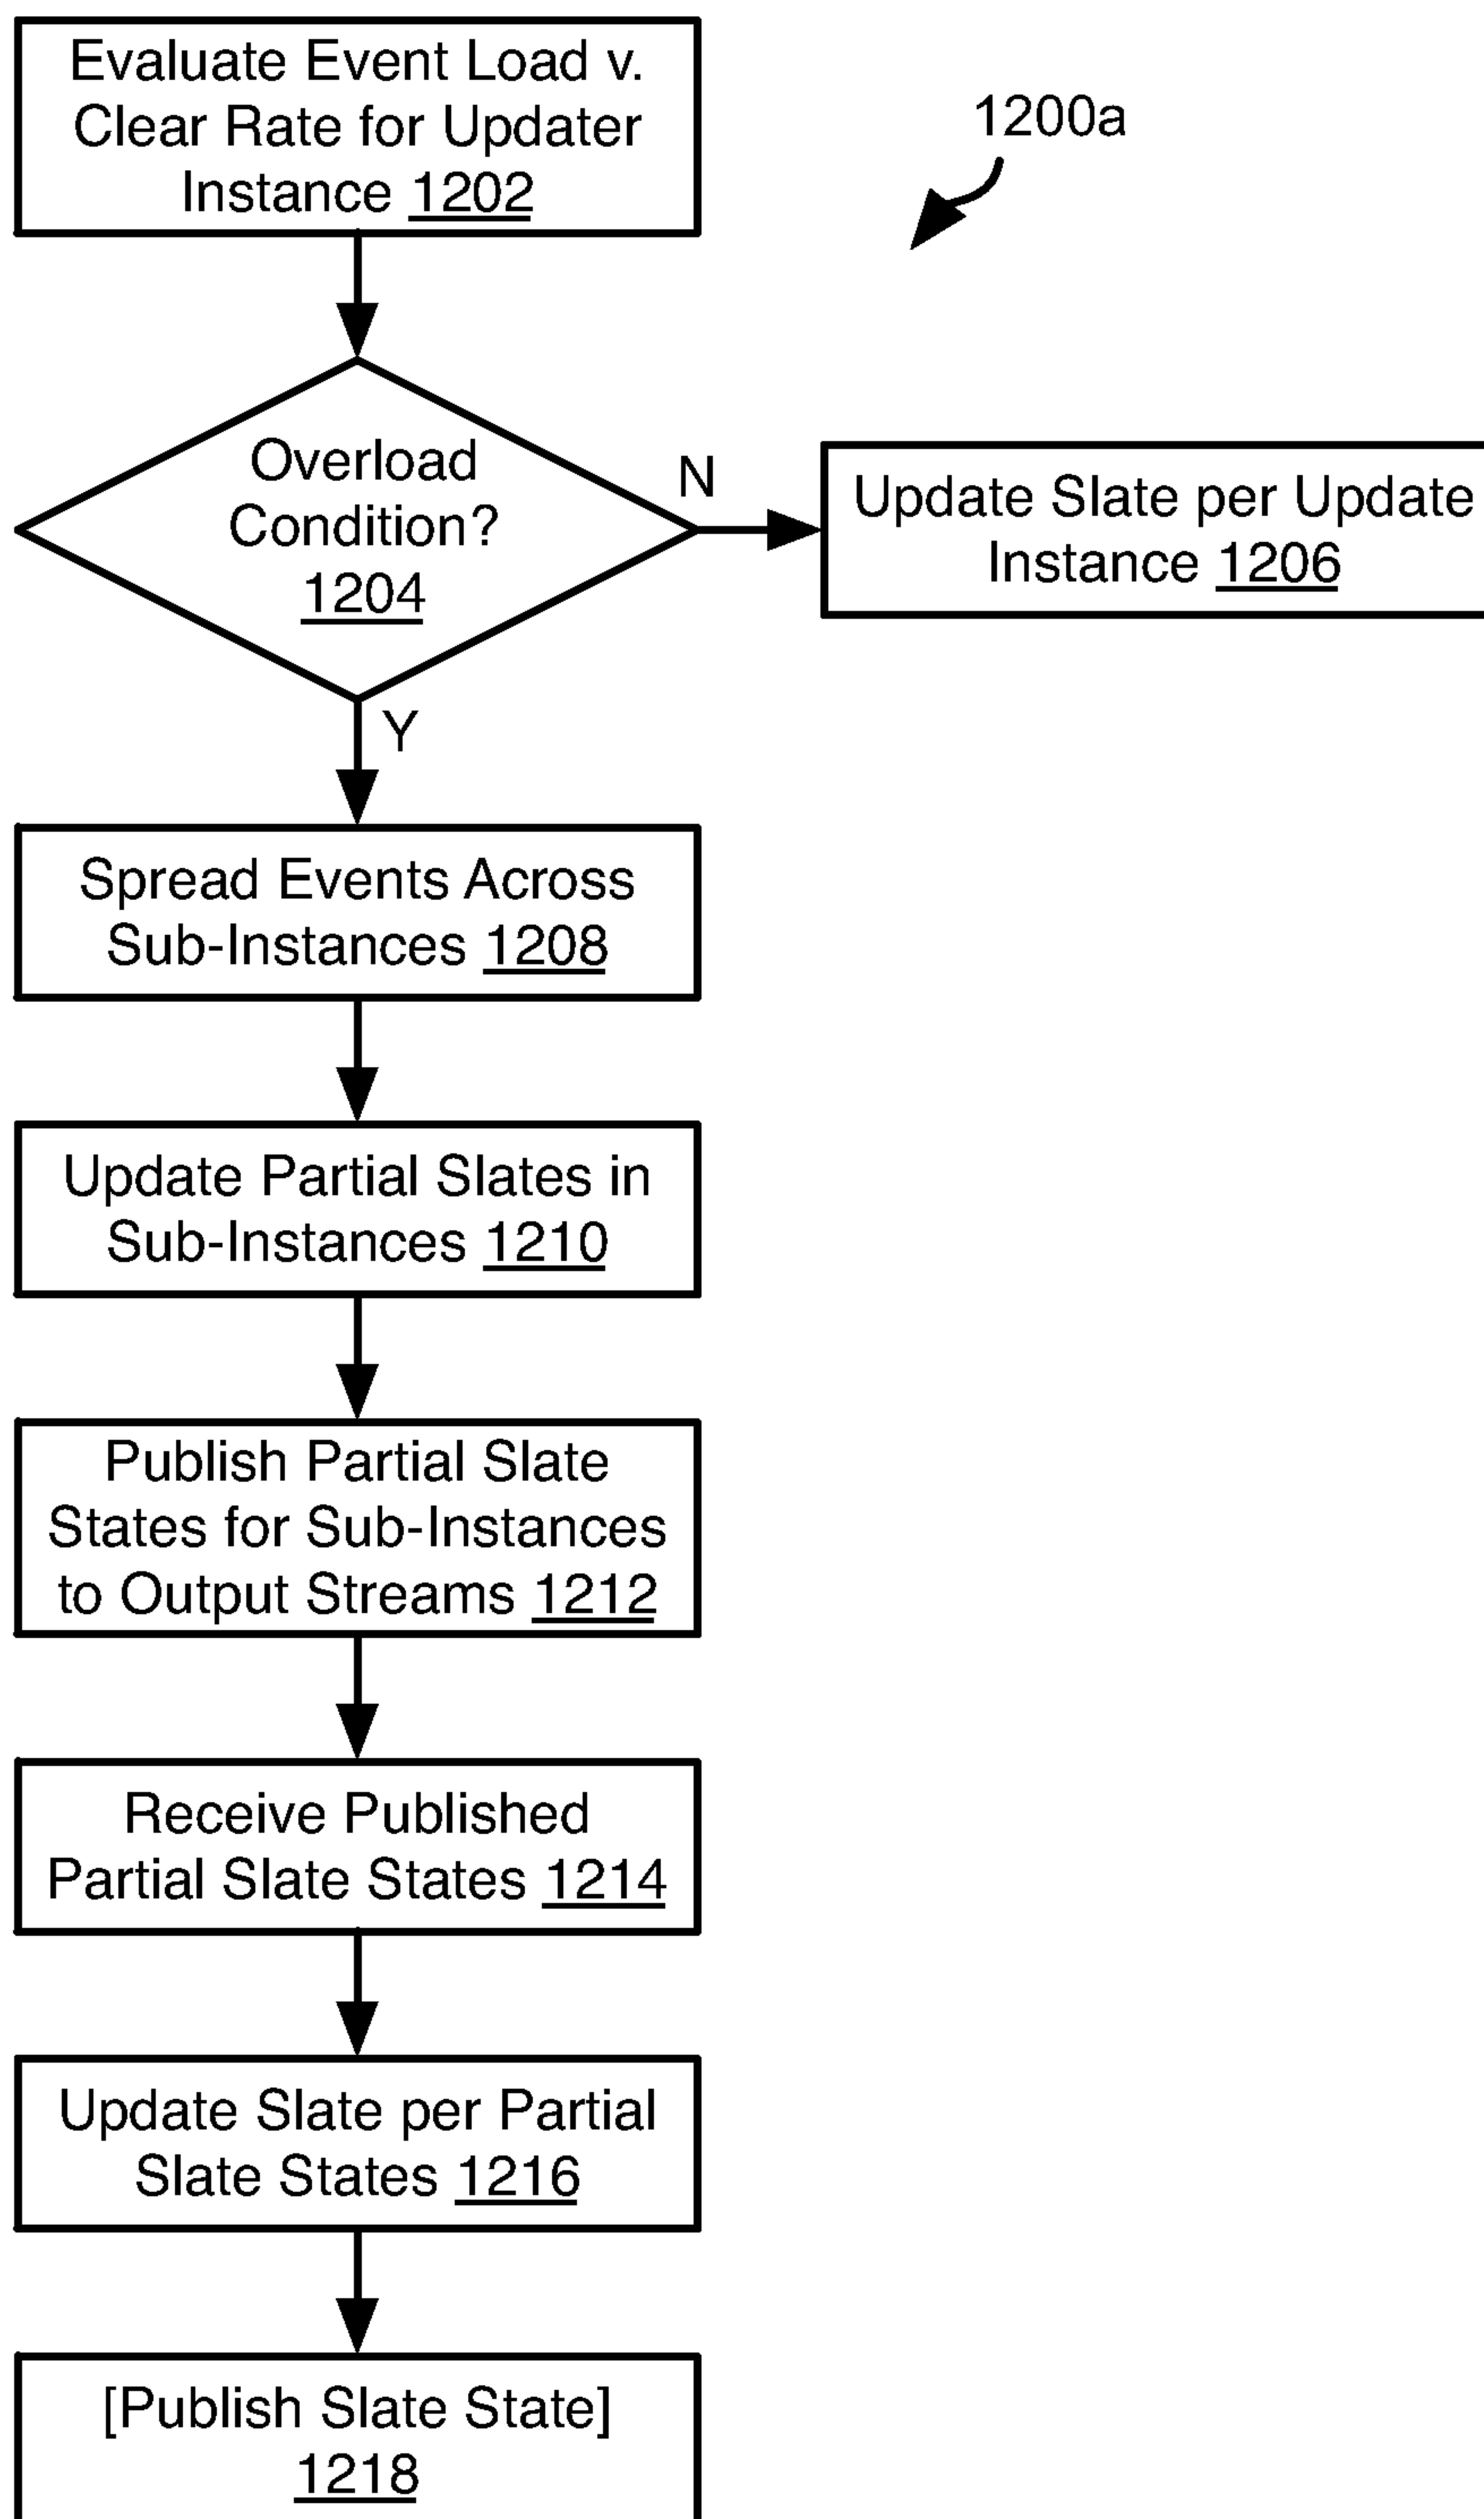 Evaluate Event Load v.
Clear Rate for Updater
Instance 1202
1200a
Overload
Condition?
1204
N
Update Slate per Update
Instance 1206
Y
Spread Events Across
Sub-Instances 1208
Update Partial Slates in
Sub-Instances 1210
Publish Partial Slate
States for Sub-Instances
to Output Streams 1212
Receive Published
Partial Slate States 1214
Update Slate per Partial
Slate States 1216
[Publish Slate State]
1218